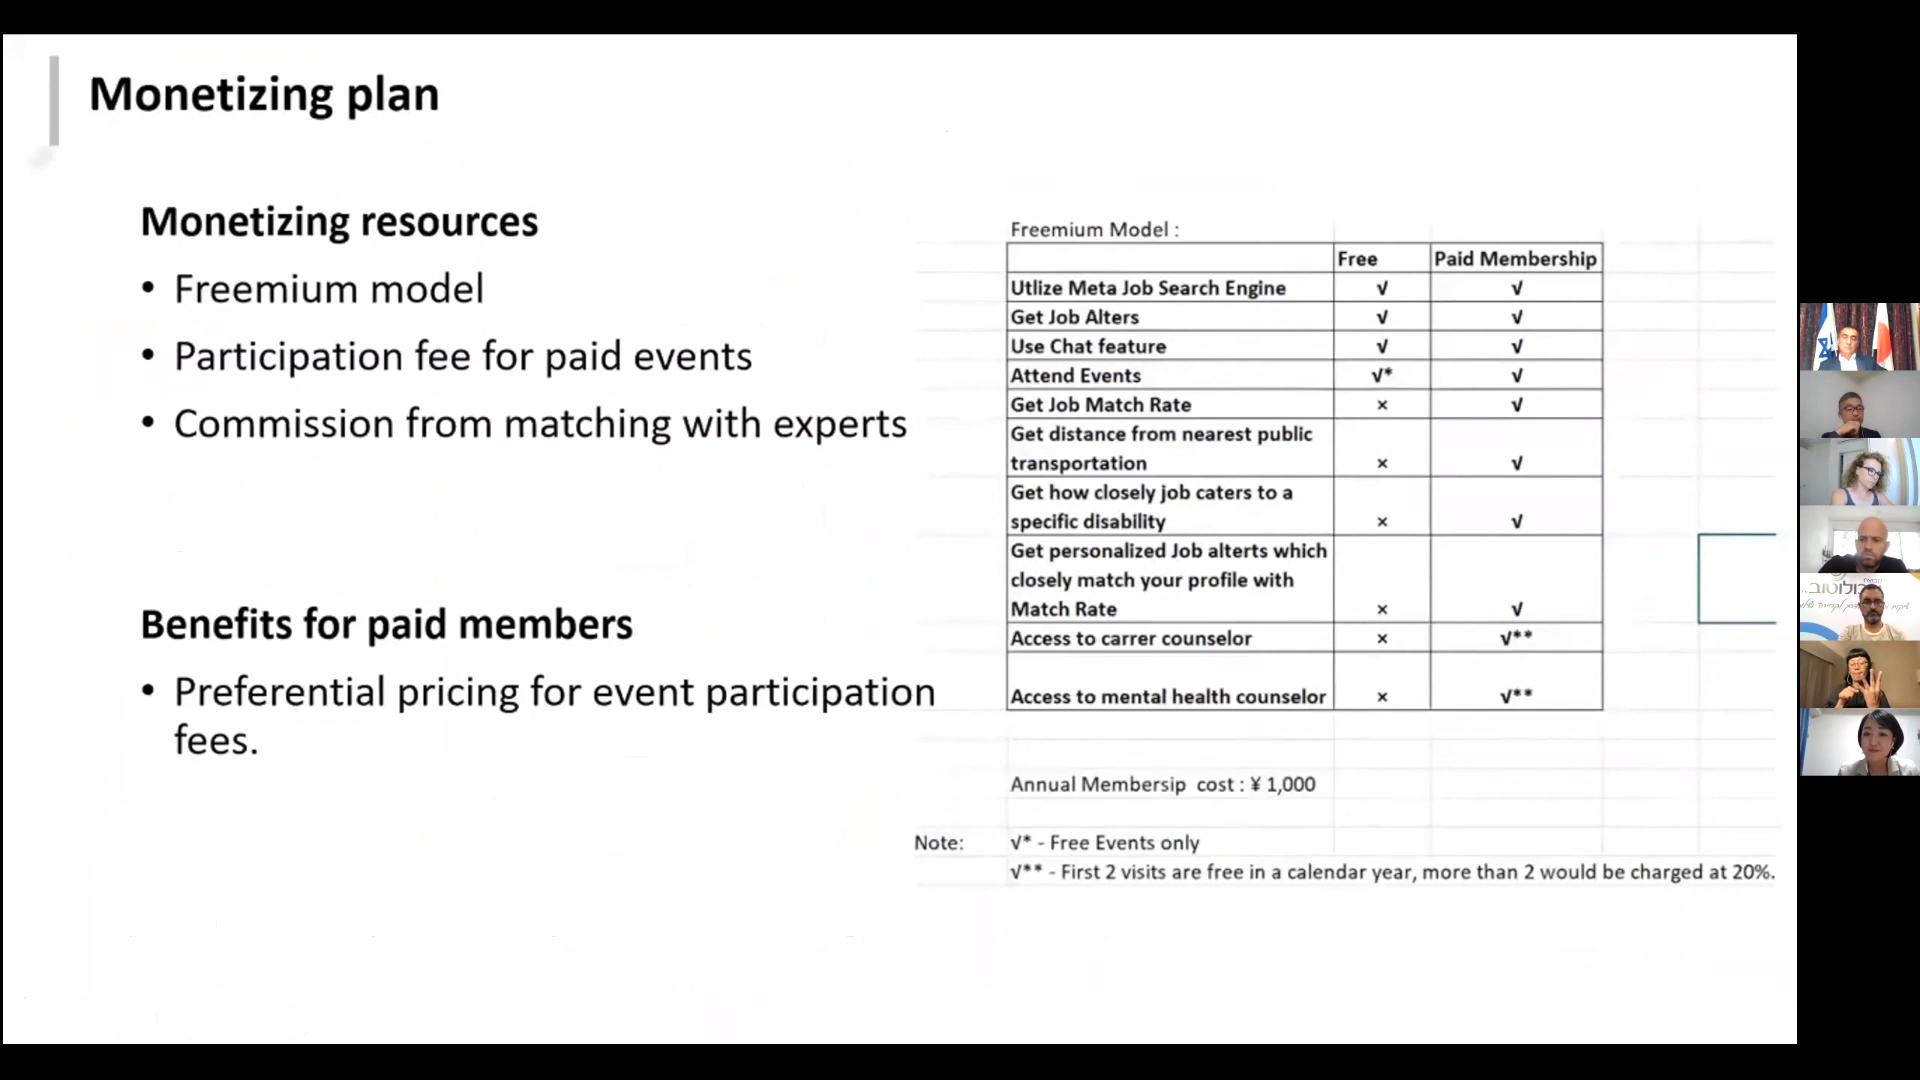 Monetizing plan
Monetizing resources
• Freemium model
• Participation fee for paid events
• Commission from matching with experts
Benefits for paid members
• Preferential pricing for event participation
fees.
Freemium Model :
Free Paid Membership
Utlize Meta Job Search Engine √ √
Get Job Alters √ √
Use Chat feature √ √
Attend Events √* √
Get Job Match Rate × √
Get distance from nearest public
transportation × √
Get how closely job caters to a
specific disability × √
Get personalized Job alterts which
closely match your profile with
Match Rate × √
Access to carrer counselor × √**
Access to mental health counselor × √**
Annual Membersip cost : ¥ 1,000
Note: √* - Free Events only
√** - First 2 visits are free in a calendar year, more than 2 would be charged at 20%.